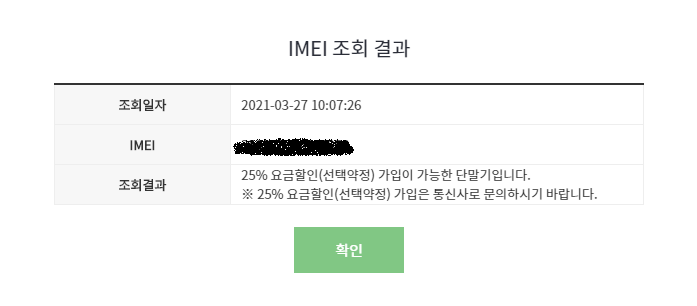 IMEI 조회 결과
조회일자 2021-03-27 10:07:26
IMEI
조회결과 25% 요금할인(선택약정) 가입이 가능한 단말기입니다.
※ 25% 요금할인(선택약정) 가입은 통신사로 문의하시기 바랍니다.
확인